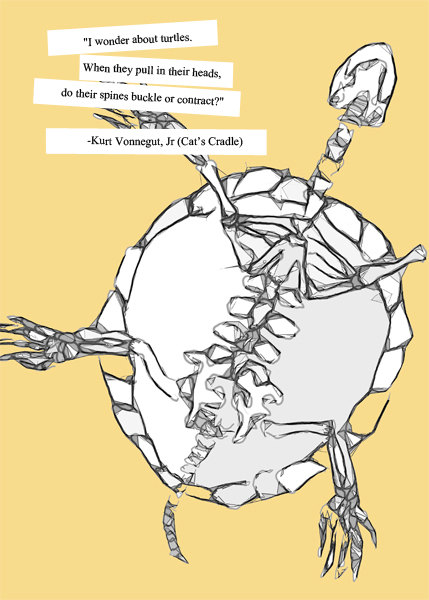 "I wonder about turtles.
When they pull in their heads,
do their spines buckle or contract?"
-Kurt Vonnegut, Jr (Cat's Cradle)